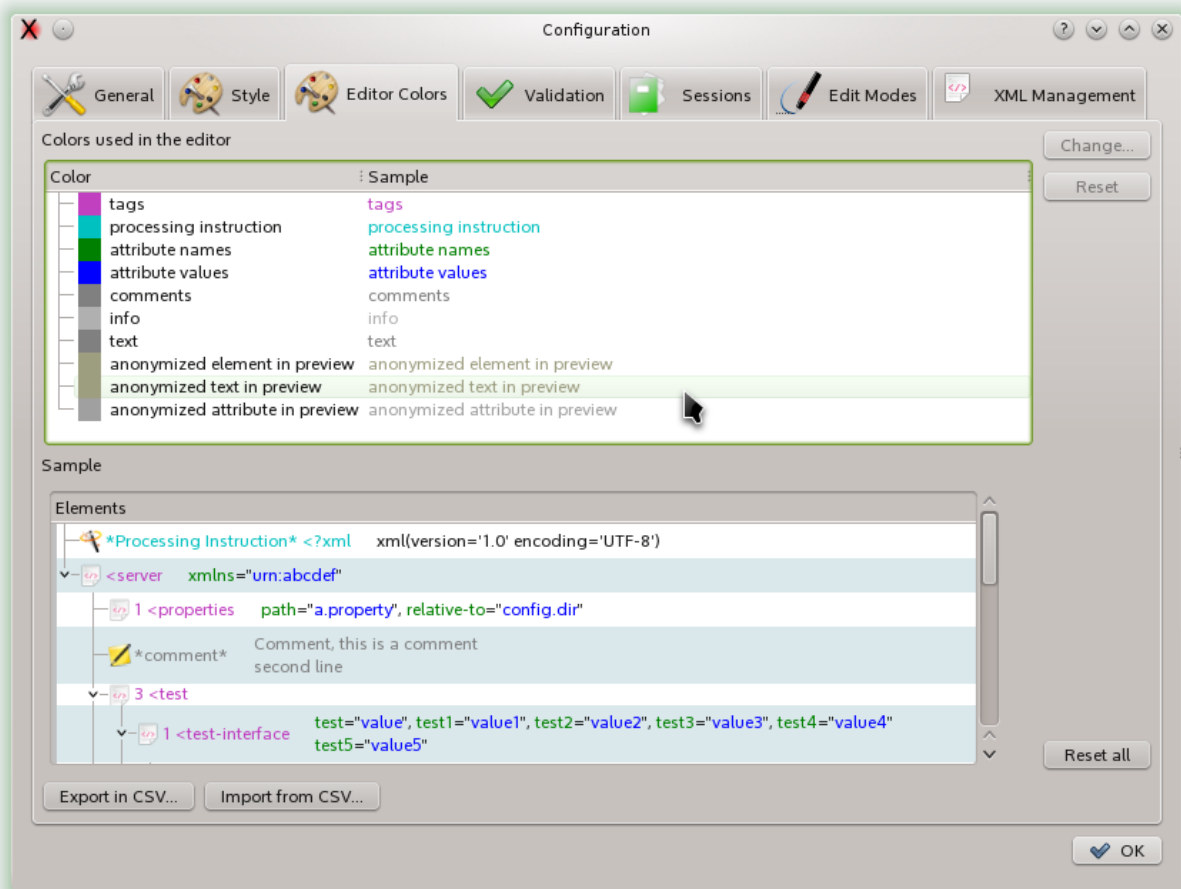 Configuration
General Style Editor Colors Validation Sessions Edit Modes XML Management
Colors used in the editor
Change...
Color Sample
Reset
tags tags
processing instruction processing instruction
attribute names attribute names
attribute values attribute values
comments comments
info info
text text
anonymized element in preview anonymized element in preview
anonymized text in preview anonymized text in preview
anonymized attribute in preview anonymized attribute in preview
Sample
Elements
*Processing Instruction* <?xml xml(version='1.0' encoding='UTF-8')
<server xmlns="urn:abcdef"
1 <properties path="a.property", relative-to="config.dir"
*comment* Comment, this is a comment
second line
3 <test
1 <test-interface test="value", test1="value1", test2="value2", test3="value3", test4="value4"
test5="value5"
Reset all
Export in CSV... Import from CSV...
OK